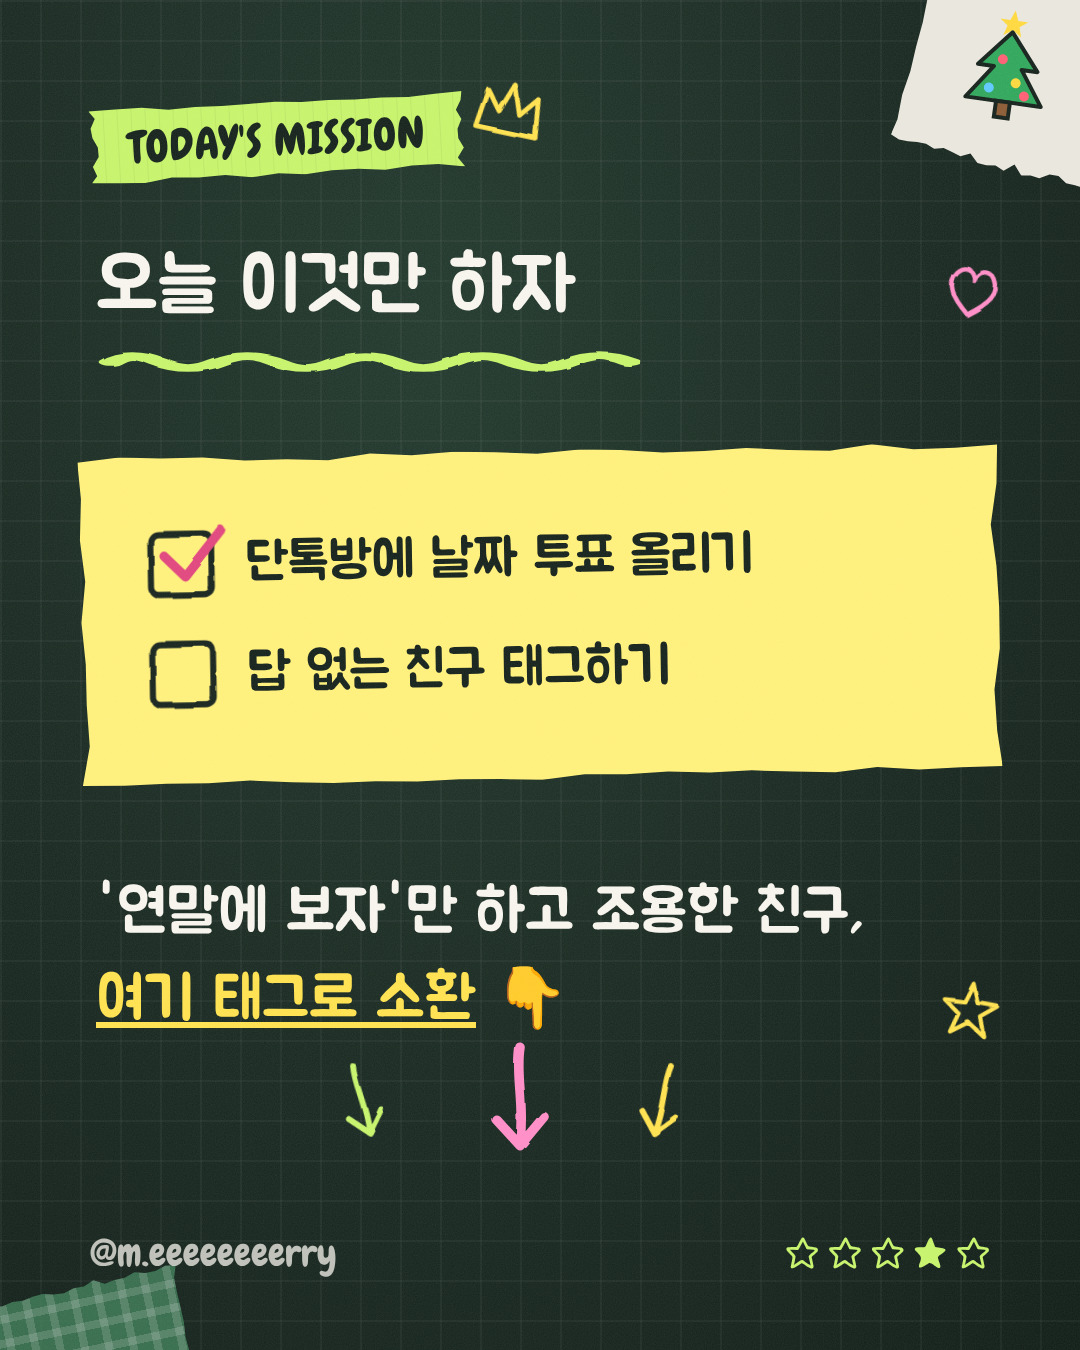 TODAY'S MISSION
오늘 이것만 하자
단톡방에 날짜 투표 올리기
답 없는 친구 태그하기
'연말에 보자'만 하고 조용한 친구,
여기 태그로 소환 👇
@m.eeeeeeeerry